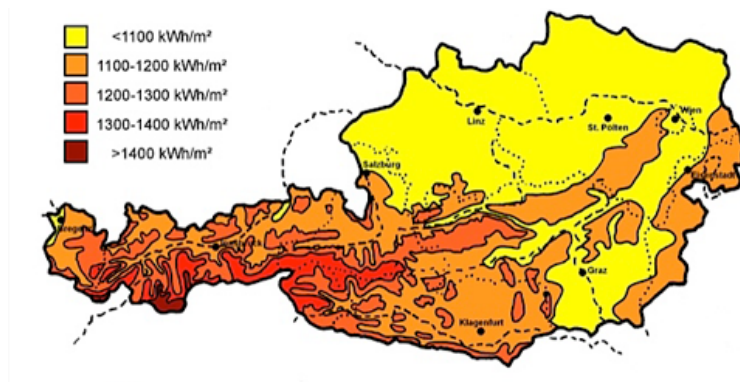 <1100 kWh/m²
1100-1200 kWh/m²
1200-1300 kWh/m²
1300-1400 kWh/m²
>1400 kWh/m²
Linz
St. Pölten
Wien
Salzburg
Eisenstadt
Graz
Klagenfurt